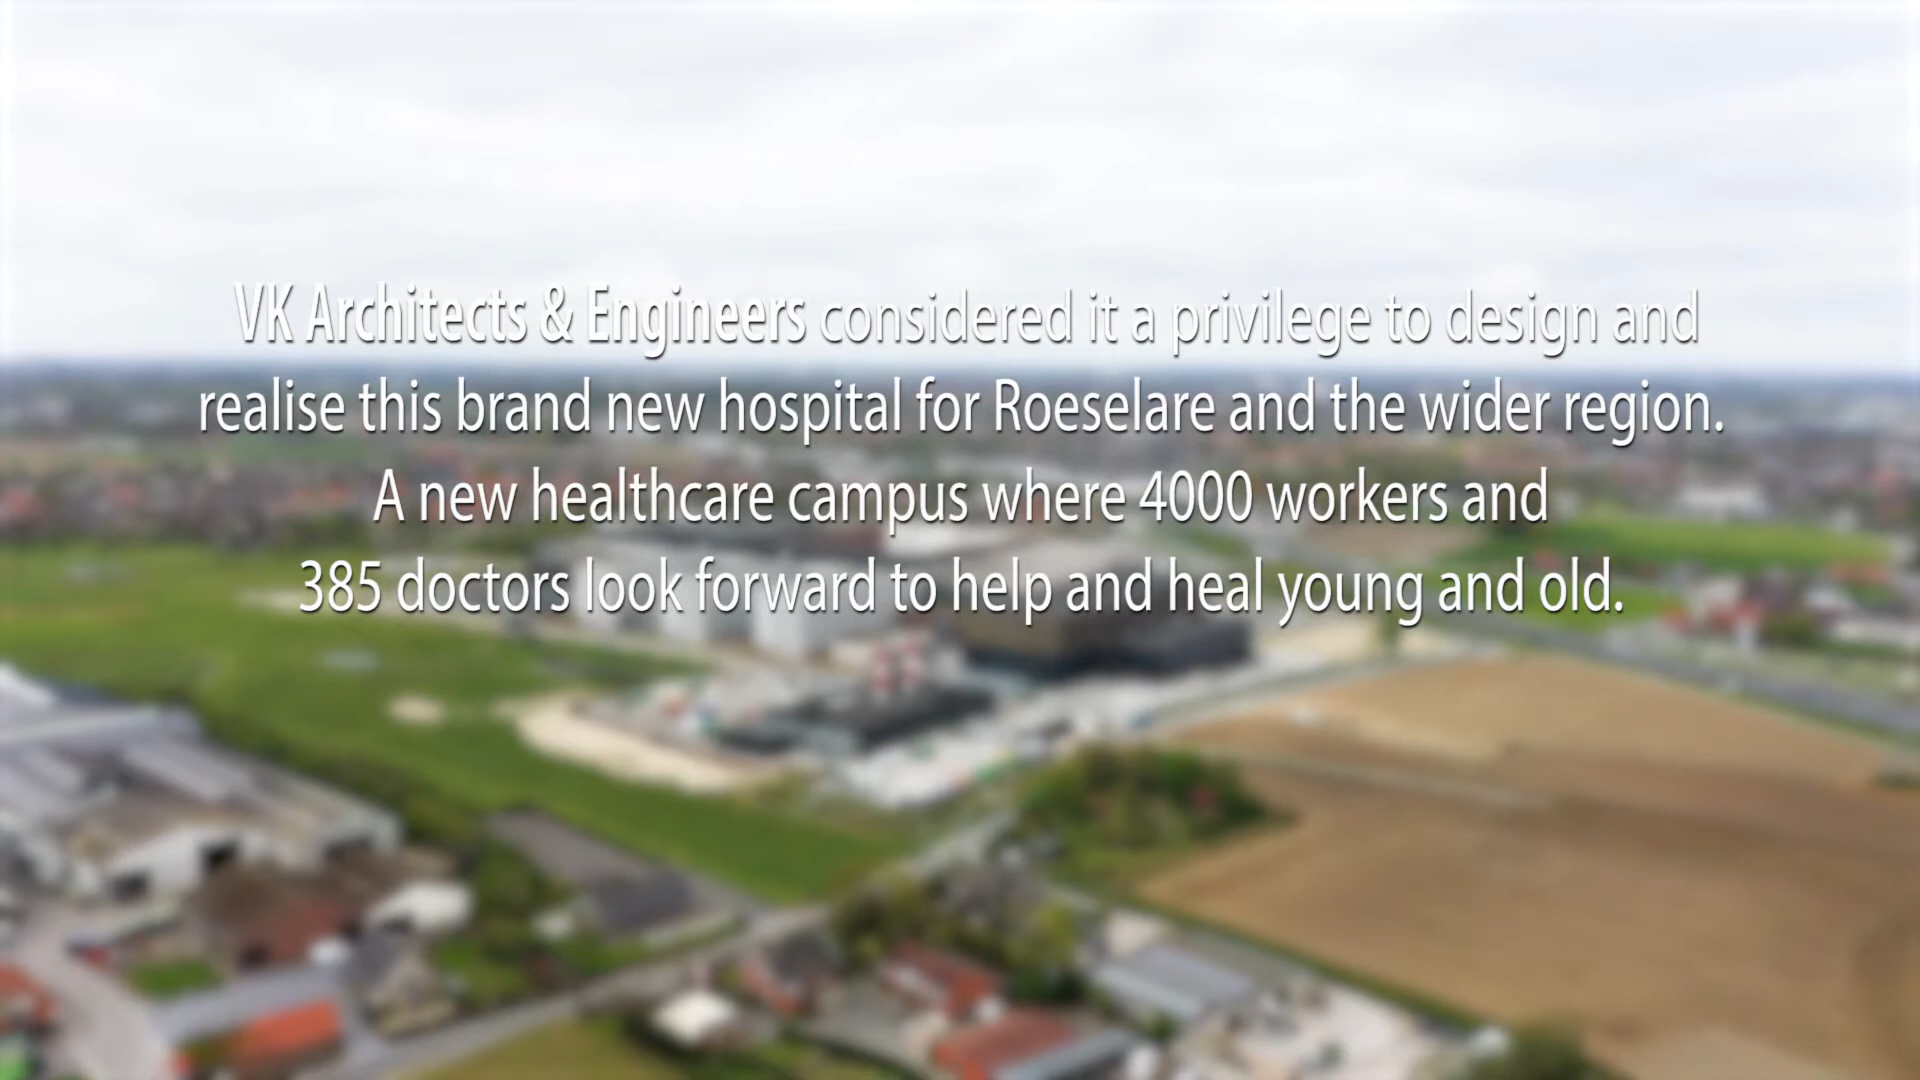 VK Architects & Engineers considered it a privilege to design and
realise this brand new hospital for Roeselare and the wider region.
A new healthcare campus where 4000 workers and
385 doctors look forward to help and heal young and old.